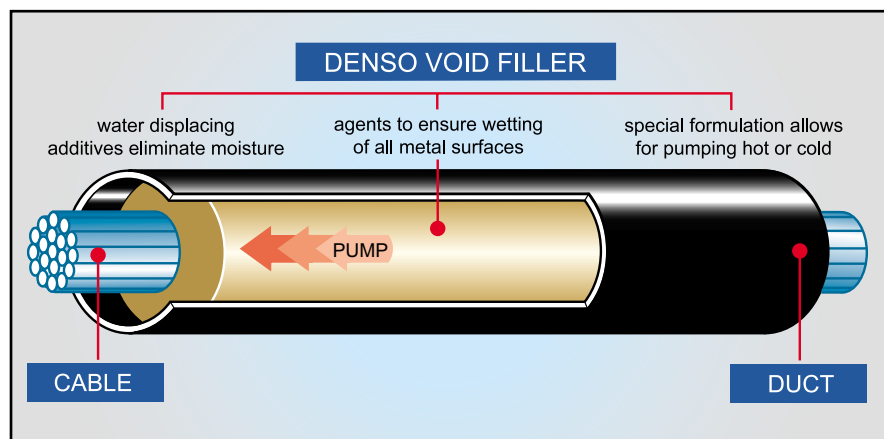 DENSO VOID FILLER
water displacing
additives eliminate moisture
agents to ensure wetting
of all metal surfaces
special formulation allows
for pumping hot or cold
PUMP
CABLE
DUCT